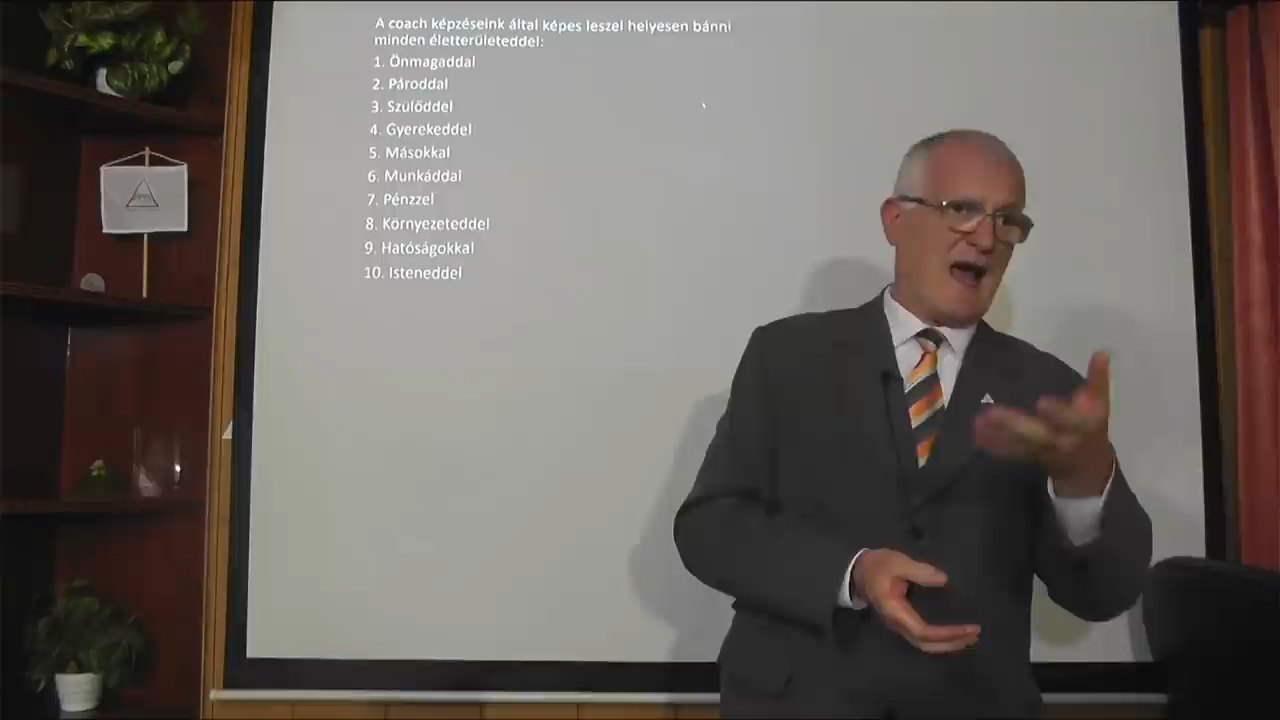 A coach képzéseink által képes leszel helyesen bánni
minden életterületeddel:
1. Önmagaddal
2. Pároddal
3. Szülőddel
4. Gyerekeddel
5. Másokkal
6. Munkáddal
7. Pénzzel
8. Környezeteddel
9. Hatóságokkal
10. Isteneddel